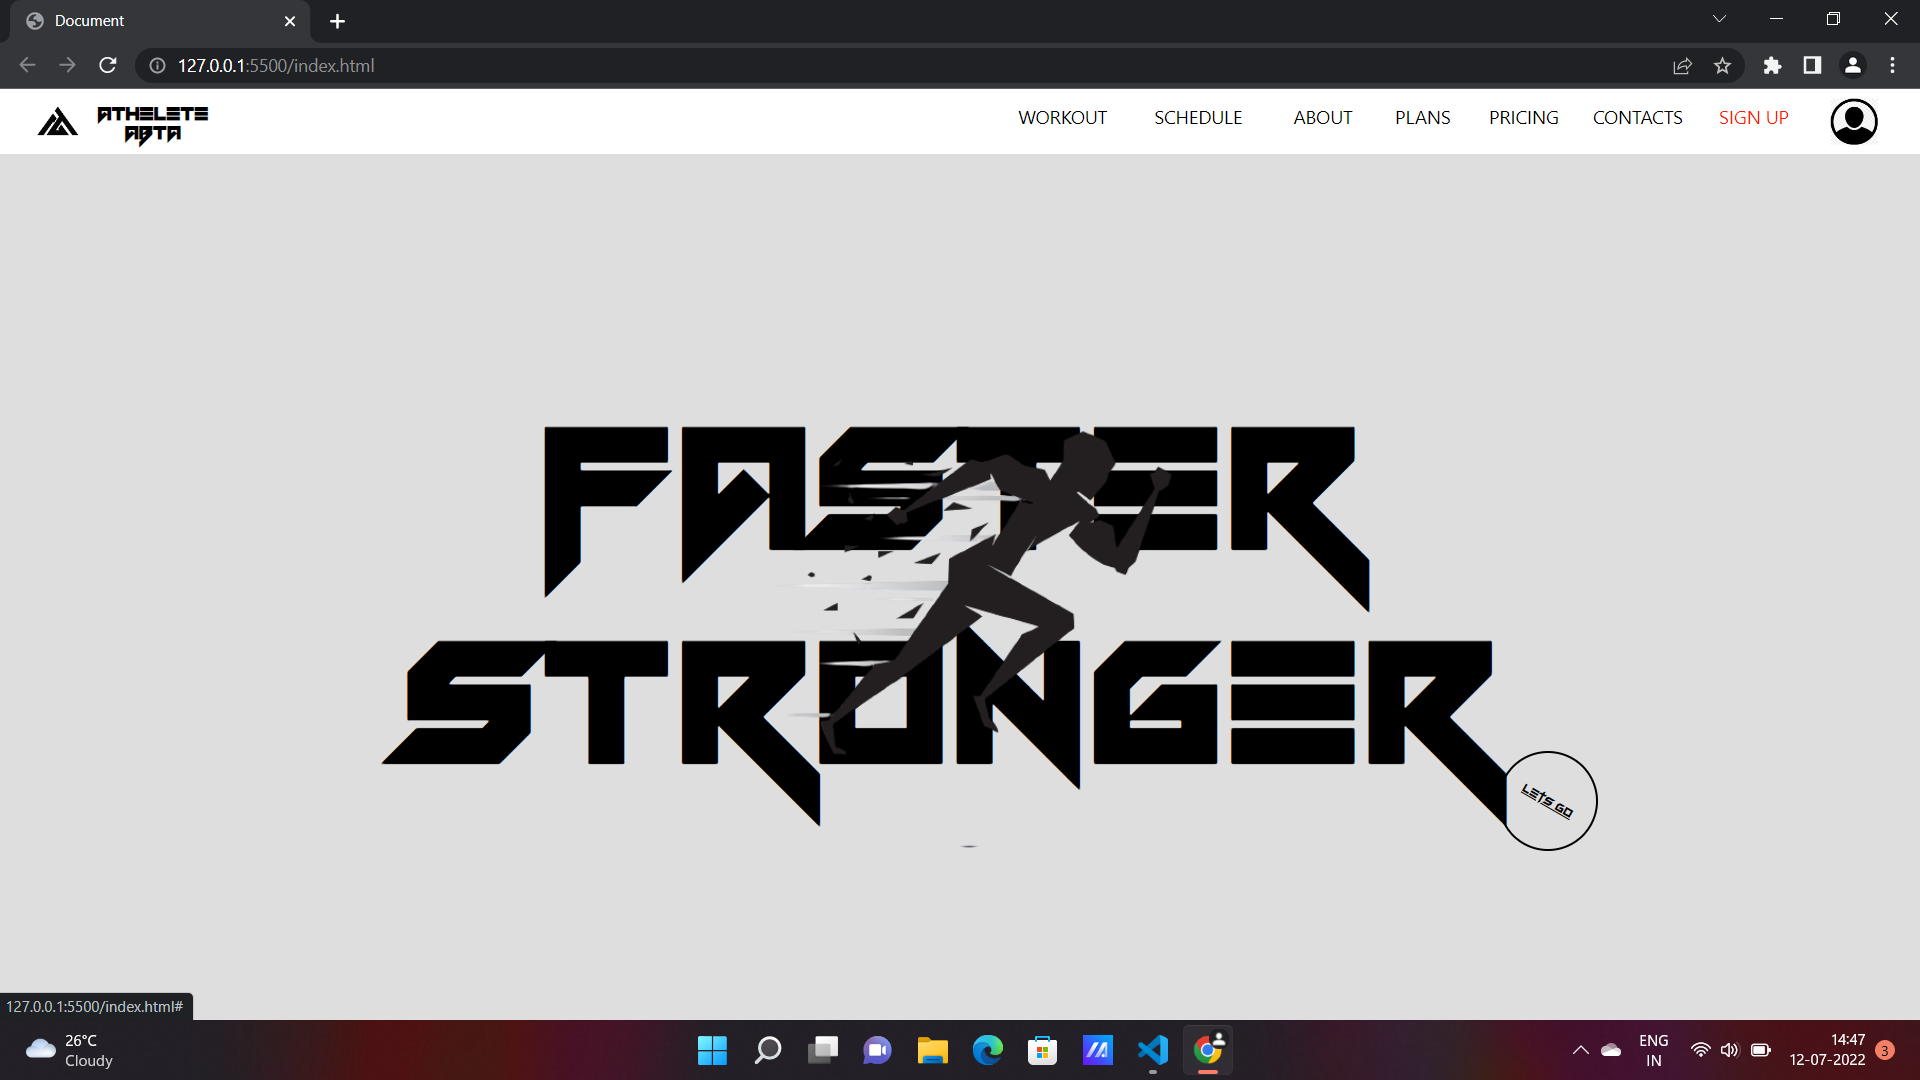 Document
127.0.0.1:5500/index.html
ATHELETE
ABTA
WORKOUT SCHEDULE ABOUT PLANS PRICING CONTACTS SIGN UP
FASTER
STRONGER
LETS GO
127.0.0.1:5500/index.html#
26°C
Cloudy
ENG
IN
14:47
12-07-2022
3